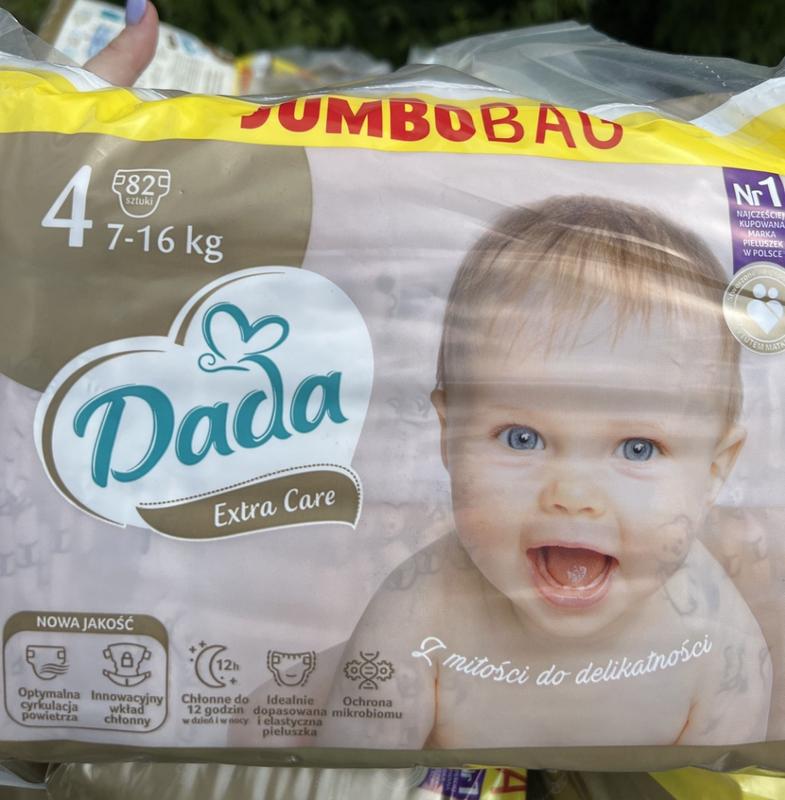 JUMBOBAG
4
82
sztuki
7-16 kg
Nr 1
NAJCZĘŚCIEJ
KUPOWANA
MARKA
PIELUSZEK
W POLSCE
Dada
Extra Care
NOWA JAKOŚĆ
Optymalna
cyrkulacja
powietrza
Innowacyjny
wkład
chłonny
12h
Chłonne do
12 godzin
w dzień i w nocy
Idealnie
dopasowana
i elastyczna
pieluszka
Ochrona
mikrobiomu
Z miłości do delikatności